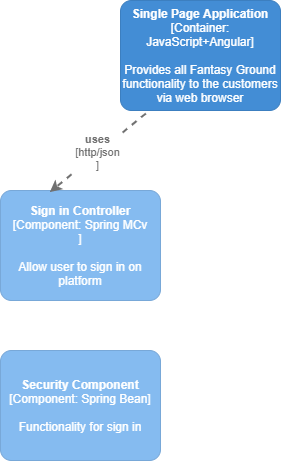 Single Page Application
[Container:
JavaScript+Angular]
Provides all Fantasy Ground
functionality to the customers
via web browser
uses
[http/json
]
Sign in Controller
[Component: Spring MCv
]
Allow user to sign in on
platform
Security Component
[Component: Spring Bean]
Functionality for sign in